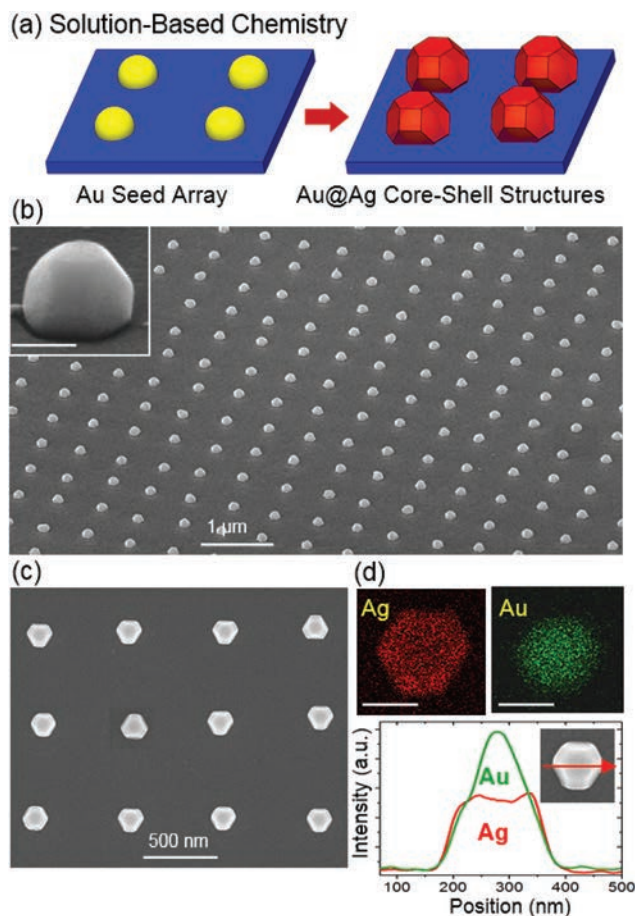 (a) Solution-Based Chemistry
Au Seed Array
Au@Ag Core-Shell Structures
(b)
1 µm
(c)
500 nm
(d)
Ag
Au
Intensity (a.u.)
Au
Ag
100 200 300 400 500
Position (nm)